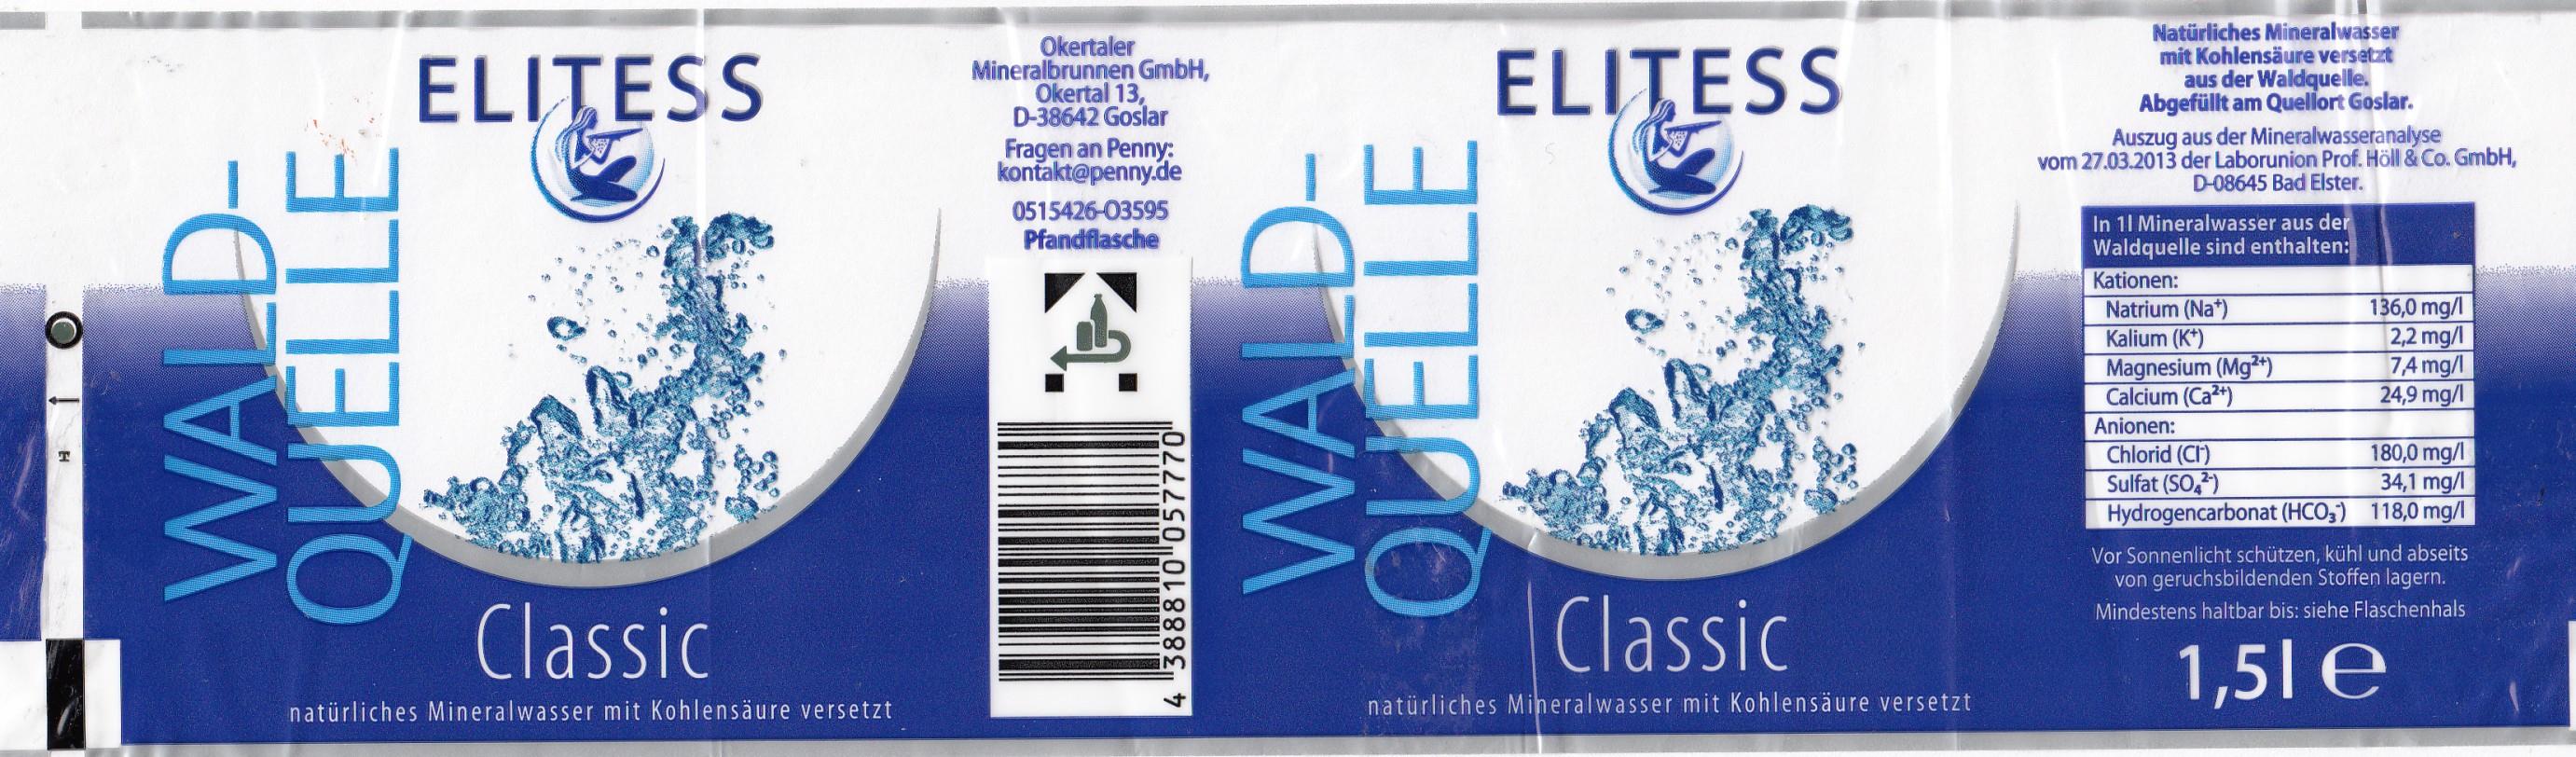 ELITESS
WALD-
QUELLE
Classic
natürliches Mineralwasser mit Kohlensäure versetzt
Okertaler
Mineralbrunnen GmbH,
Okertal 13,
D-38642 Goslar
Fragen an Penny:
kontakt@penny.de
0515426-O3595
Pfandflasche
4 388810 057770
ELITESS
WALD-
QUELLE
Classic
natürliches Mineralwasser mit Kohlensäure versetzt
Natürliches Mineralwasser
mit Kohlensäure versetzt
aus der Waldquelle.
Abgefüllt am Quellort Goslar.
Auszug aus der Mineralwasseranalyse
vom 27.03.2013 der Laborunion Prof. Höll & Co. GmbH,
D-08645 Bad Elster.
In 1l Mineralwasser aus der
Waldquelle sind enthalten:
Kationen:
Natrium (Na⁺) 136,0 mg/l
Kalium (K⁺) 2,2 mg/l
Magnesium (Mg²⁺) 7,4 mg/l
Calcium (Ca²⁺) 24,9 mg/l
Anionen:
Chlorid (Cl⁻) 180,0 mg/l
Sulfat (SO₄²⁻) 34,1 mg/l
Hydrogencarbonat (HCO₃⁻) 118,0 mg/l
Vor Sonnenlicht schützen, kühl und abseits
von geruchsbildenden Stoffen lagern.
Mindestens haltbar bis: siehe Flaschenhals
1,5l e